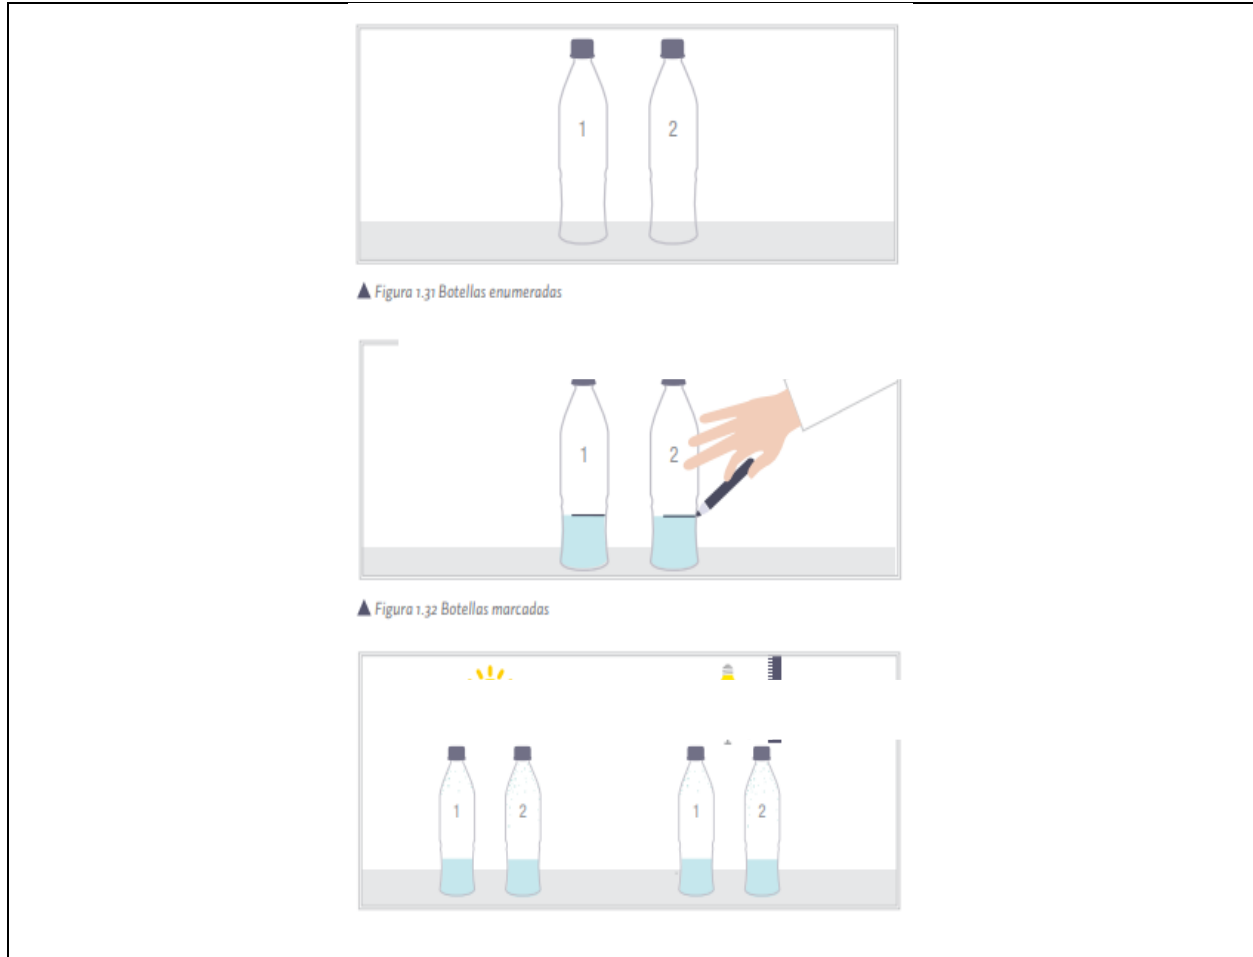 1 2
▲ Figura 1.31 Botellas enumeradas
1 2
▲ Figura 1.32 Botellas marcadas
1 2 1 2